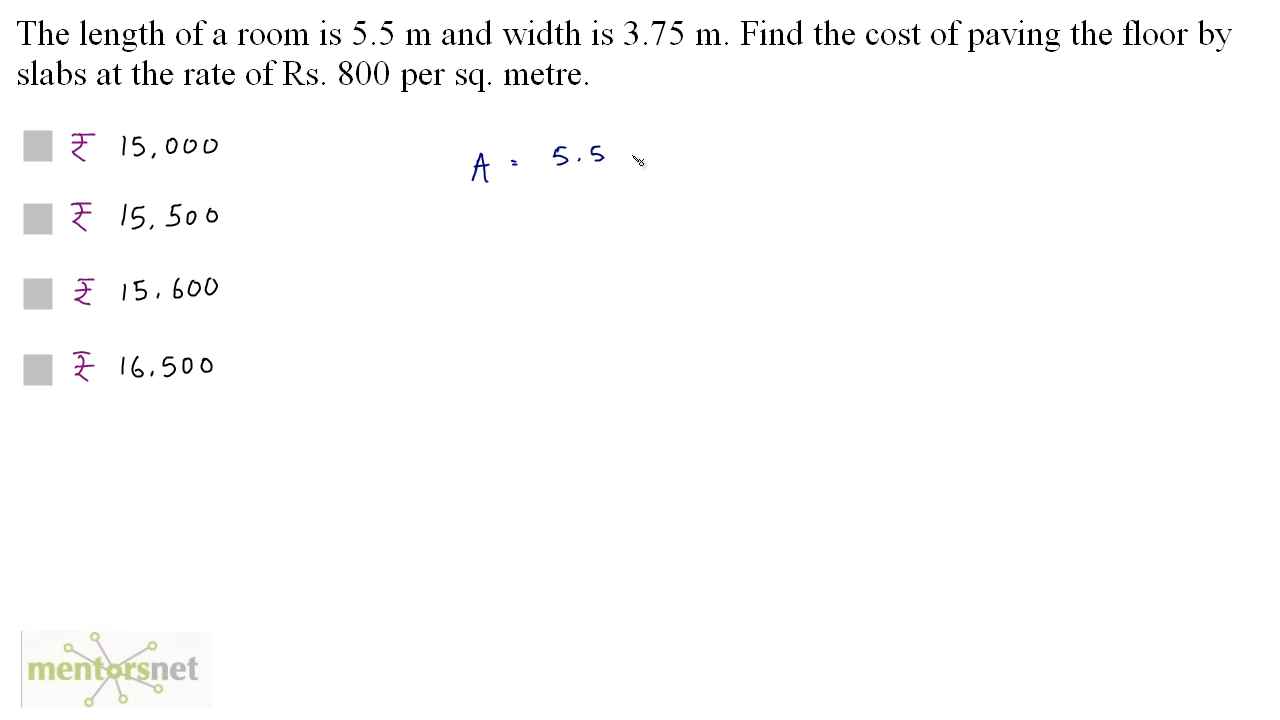 The length of a room is 5.5 m and width is 3.75 m. Find the cost of paving the floor by
slabs at the rate of Rs. 800 per sq. metre.
₹ 15,000
A = 5.5
₹ 15,500
₹ 15,600
₹ 16,500
mentorsnet